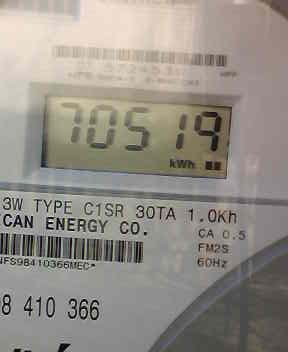 70519
kWh
3W TYPE C1SR 30TA 1.0Kh
CAN ENERGY CO.
CA 0.5
FM2S
NFS98410366MEC*
60Hz
8 410 366